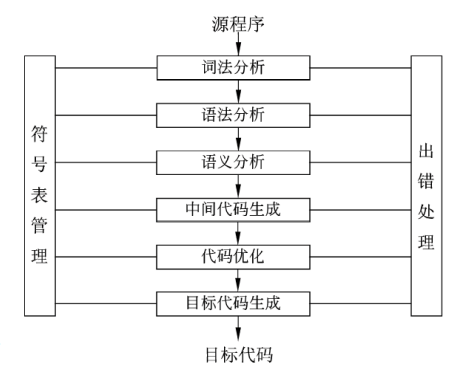 源程序
词法分析
语法分析
语义分析
中间代码生成
代码优化
目标代码生成
目标代码
符号表管理
出错处理